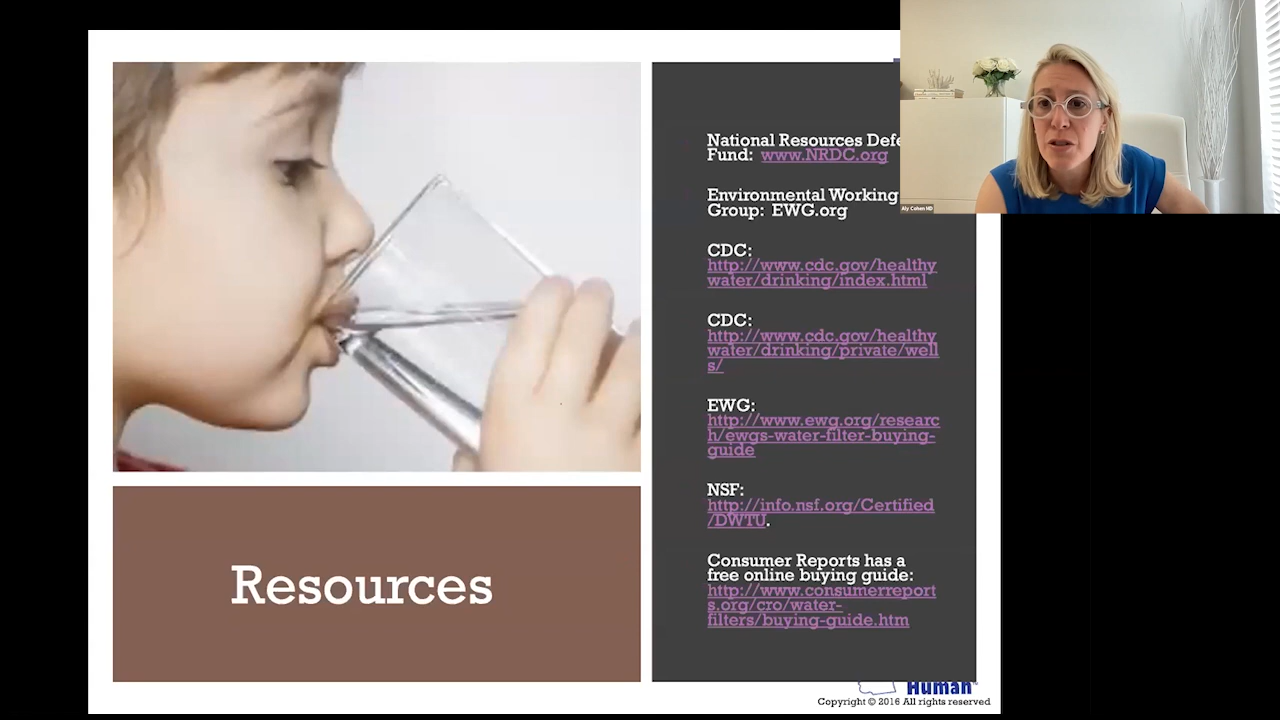 National Resources Defe
Fund: www.NRDC.org
Environmental Working
Group: EWG.org
CDC:
http://www.cdc.gov/healthy
water/drinking/index.html
CDC:
http://www.cdc.gov/healthy
water/drinking/private/well
s/
EWG:
http://www.ewg.org/researc
h/ewgs-water-filter-buying-
guide
NSF:
http://info.nsf.org/Certified
/DWTU.
Consumer Reports has a
free online buying guide:
http://www.consumerreport
s.org/cro/water-
filters/buying-guide.htm
Resources
Human
Copyright © 2016 All rights reserved
Aly Cohen MD